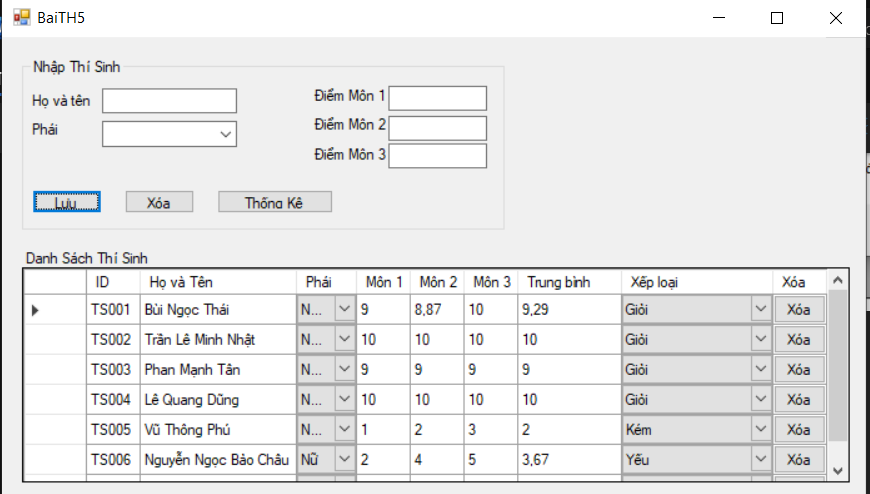 BaiTH5
Nhập Thí Sinh
Họ và tên
Điểm Môn 1
Phái
Điểm Môn 2
Điểm Môn 3
Lưu Xóa Thống Kê
Danh Sách Thí Sinh
ID Họ và Tên Phái Môn 1 Môn 2 Môn 3 Trung bình Xếp loại Xóa
TS001 Bùi Ngọc Thái N... 9 8,87 10 9,29 Giỏi Xóa
TS002 Trần Lê Minh Nhật N... 10 10 10 10 Giỏi Xóa
TS003 Phan Mạnh Tân N... 9 9 9 9 Giỏi Xóa
TS004 Lê Quang Dũng N... 10 10 10 10 Giỏi Xóa
TS005 Vũ Thông Phú N... 1 2 3 2 Kém Xóa
TS006 Nguyễn Ngọc Bảo Châu Nữ 2 4 5 3,67 Yếu Xóa